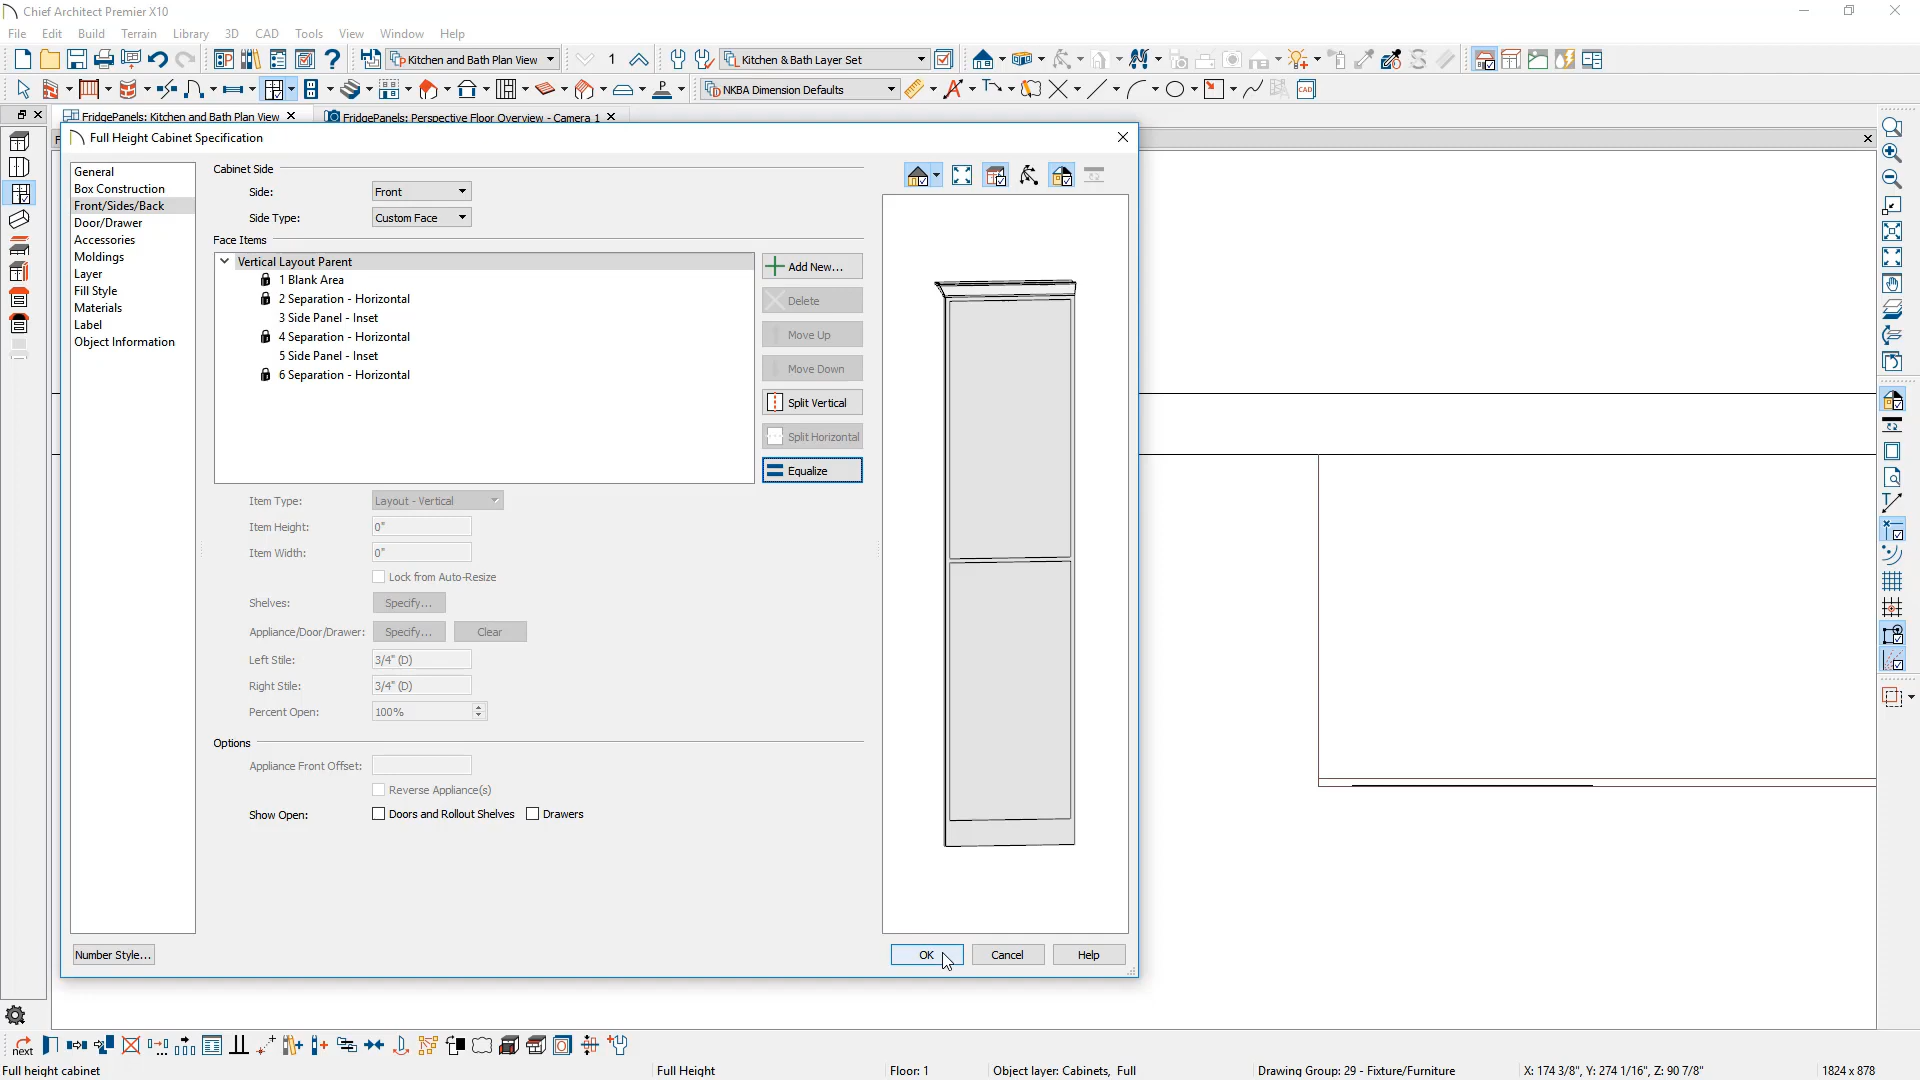 Chief Architect Premier X10
File Edit Build Terrain Library 3D CAD Tools View Window Help
Kitchen and Bath Plan View 1 Kitchen & Bath Layer Set
NKBA Dimension Defaults CAD
FridgePanels: Kitchen and Bath Plan View FridgePanels: Perspective Floor Overview - Camera 1
Full Height Cabinet Specification
General
Box Construction
Front/Sides/Back
Door/Drawer
Accessories
Moldings
Layer
Fill Style
Materials
Label
Object Information
Cabinet Side
Side: Front
Side Type: Custom Face
Face Items
Vertical Layout Parent
1 Blank Area
2 Separation - Horizontal
3 Side Panel - Inset
4 Separation - Horizontal
5 Side Panel - Inset
6 Separation - Horizontal
Add New...
Delete
Move Up
Move Down
Split Vertical
Split Horizontal
Equalize
Item Type: Layout - Vertical
Item Height: 0"
Item Width: 0"
Lock from Auto-Resize
Shelves: Specify...
Appliance/Door/Drawer: Specify... Clear
Left Stile: 3/4" (D)
Right Stile: 3/4" (D)
Percent Open: 100%
Options
Appliance Front Offset:
Reverse Appliance(s)
Show Open: Doors and Rollout Shelves Drawers
Number Style... OK Cancel Help
next
Full height cabinet Full Height Floor: 1 Object layer: Cabinets, Full Drawing Group: 29 - Fixture/Furniture X: 174 3/8", Y: 274 1/16", Z: 90 7/8" 1824 x 878